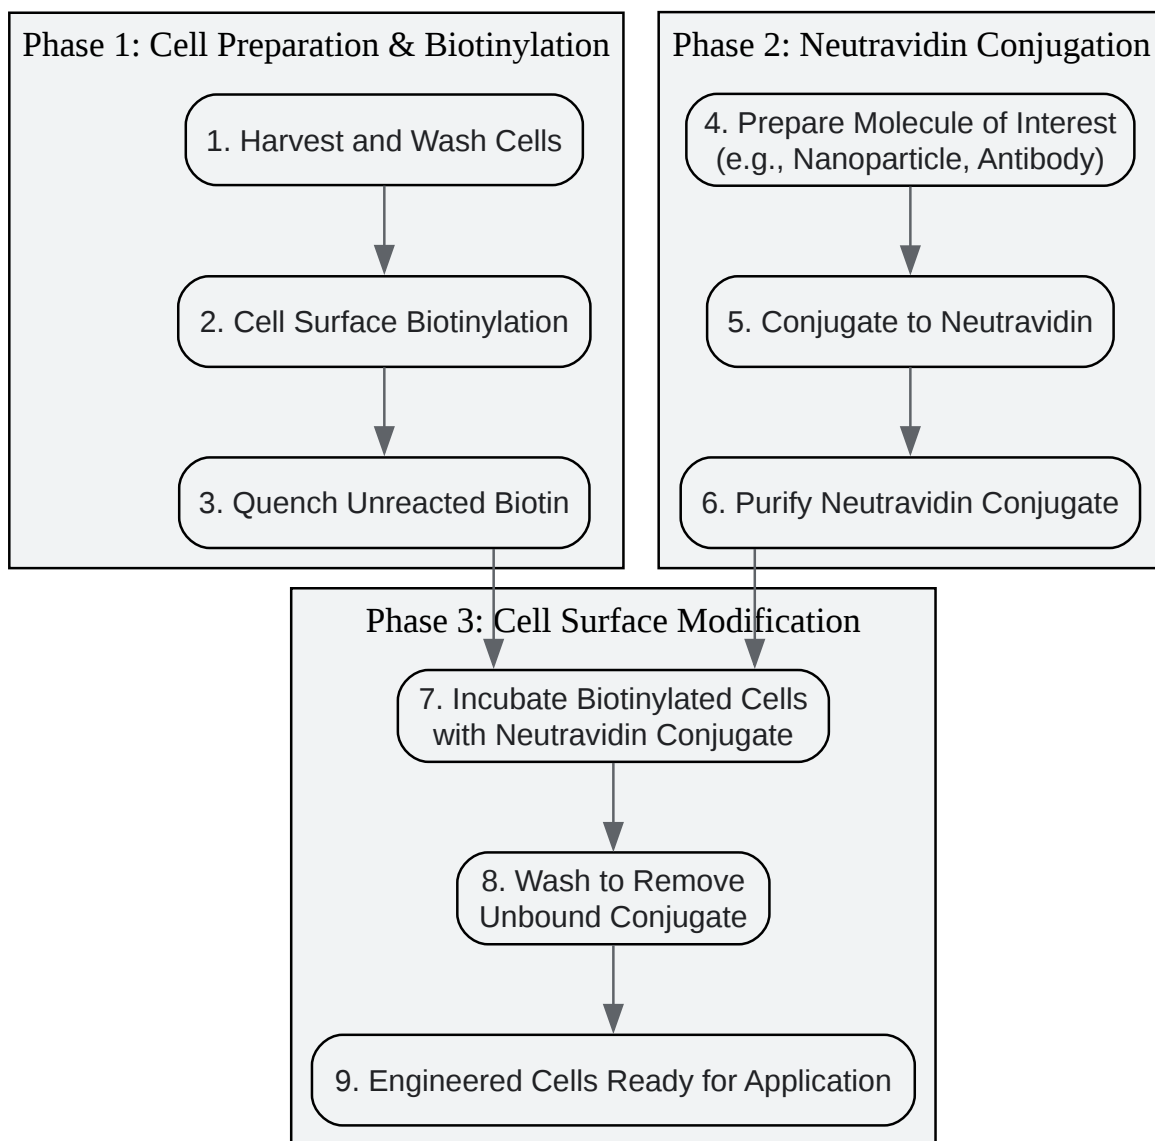 Phase 1: Cell Preparation & Biotinylation
1. Harvest and Wash Cells
2. Cell Surface Biotinylation
3. Quench Unreacted Biotin
Phase 2: Neutravidin Conjugation
4. Prepare Molecule of Interest
(e.g., Nanoparticle, Antibody)
5. Conjugate to Neutravidin
6. Purify Neutravidin Conjugate
Phase 3: Cell Surface Modification
7. Incubate Biotinylated Cells
with Neutravidin Conjugate
8. Wash to Remove
Unbound Conjugate
9. Engineered Cells Ready for Application